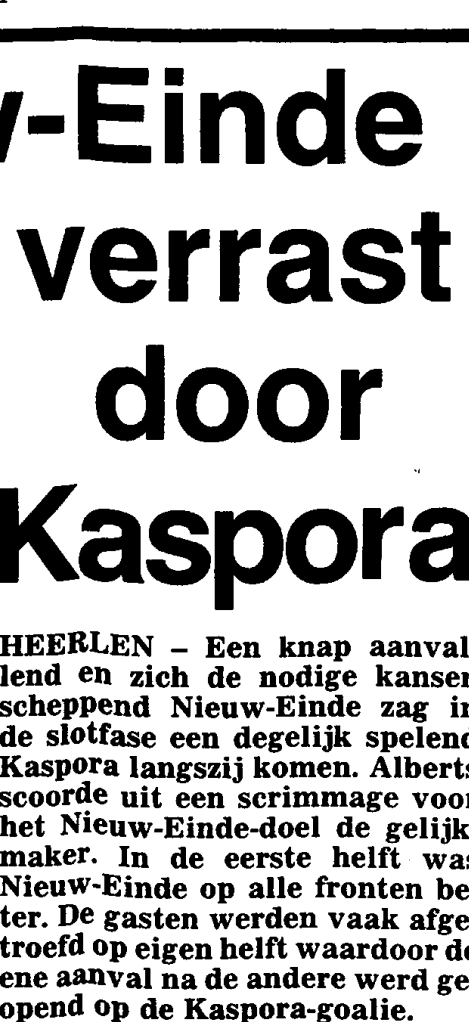 w-Einde
verrast
door
Kaspora
HEERLEN – Een knap aanval-
lend en zich de nodige kansen
scheppend Nieuw-Einde zag in
de slotfase een degelijk spelend
Kaspora langszij komen. Alberts
scoorde uit een scrimmage voor
het Nieuw-Einde-doel de gelijk-
maker. In de eerste helft was
Nieuw-Einde op alle fronten be-
ter. De gasten werden vaak afge-
troefd op eigen helft waardoor de
ene aanval na de andere werd ge-
opend op de Kaspora-goalie.